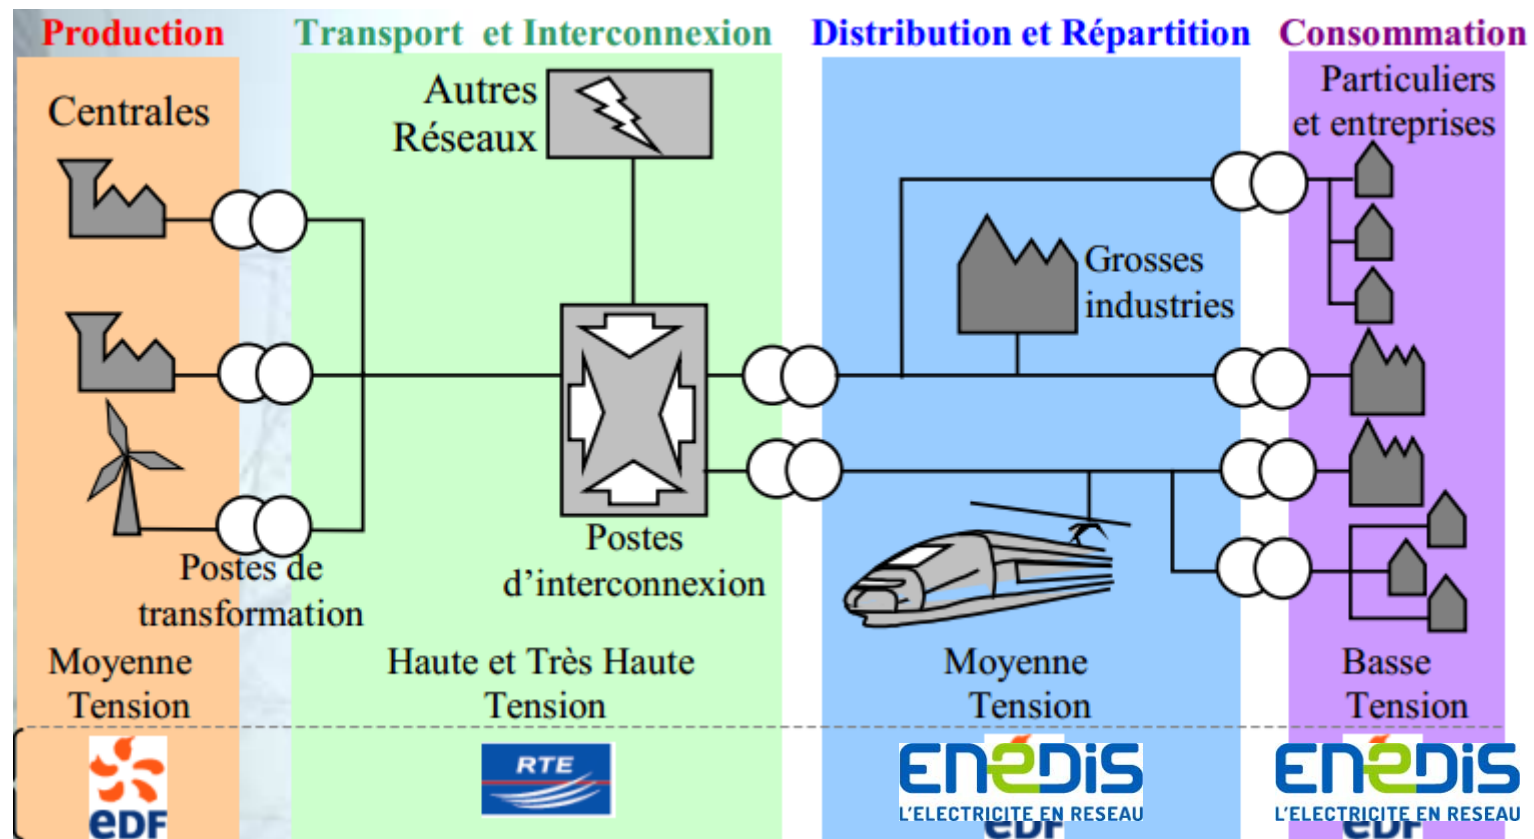 Production
Transport et Interconnexion
Distribution et Répartition
Consommation
Centrales
Autres
Réseaux
Particuliers
et entreprises
Grosses
industries
Postes de
transformation
Postes
d’interconnexion
Moyenne
Tension
Haute et Très Haute
Tension
Moyenne
Tension
Basse
Tension
eDF
RTE
ENEDIS
L'ELECTRICITE EN RESEAU
eDF
ENEDIS
L'ELECTRICITE EN RESEAU
eDF